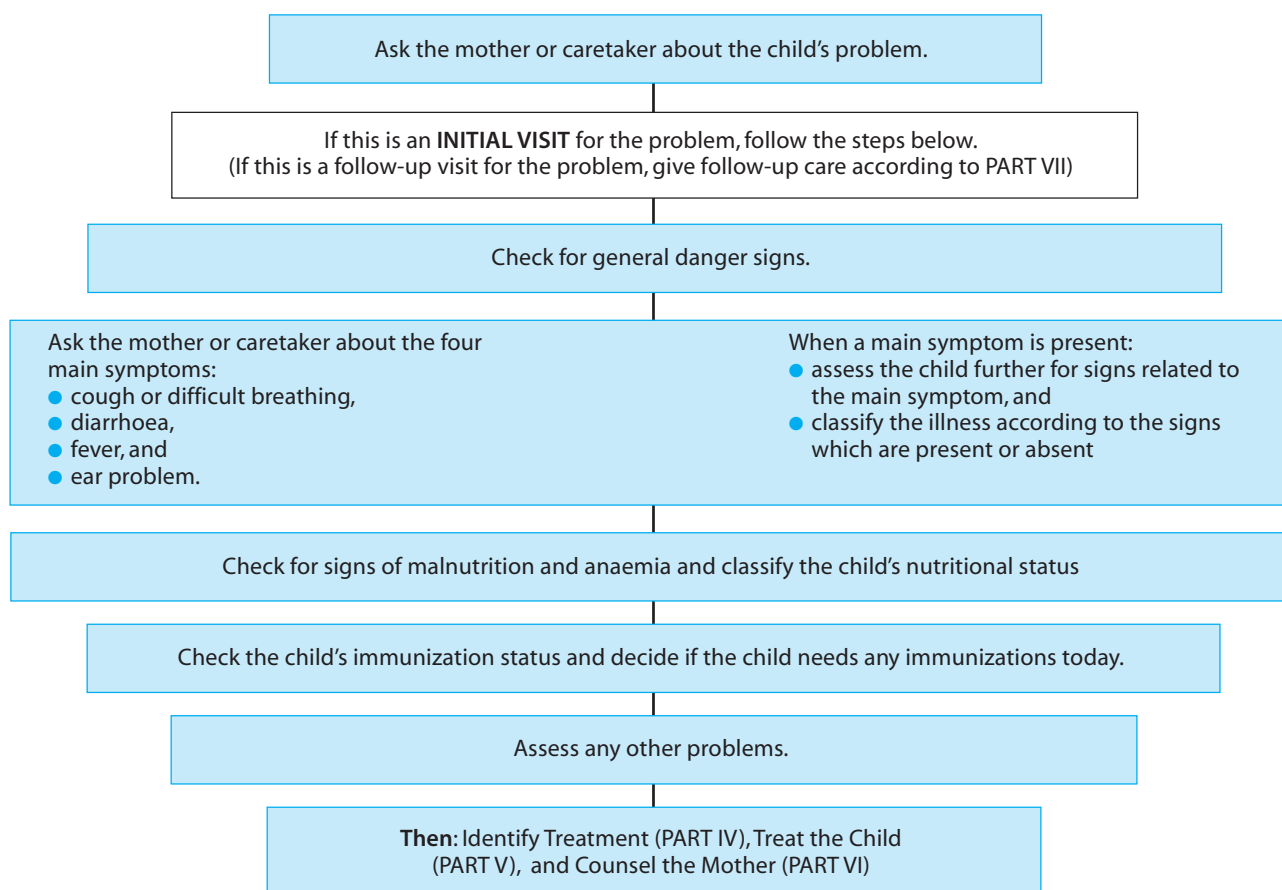 Ask the mother or caretaker about the child’s problem.
If this is an INITIAL VISIT for the problem, follow the steps below.
(If this is a follow-up visit for the problem, give follow-up care according to PART VII)
Check for general danger signs.
Ask the mother or caretaker about the four
main symptoms:
● cough or difficult breathing,
● diarrhoea,
● fever, and
● ear problem.
When a main symptom is present:
● assess the child further for signs related to
the main symptom, and
● classify the illness according to the signs
which are present or absent
Check for signs of malnutrition and anaemia and classify the child’s nutritional status
Check the child’s immunization status and decide if the child needs any immunizations today.
Assess any other problems.
Then: Identify Treatment (PART IV), Treat the Child
(PART V), and Counsel the Mother (PART VI)